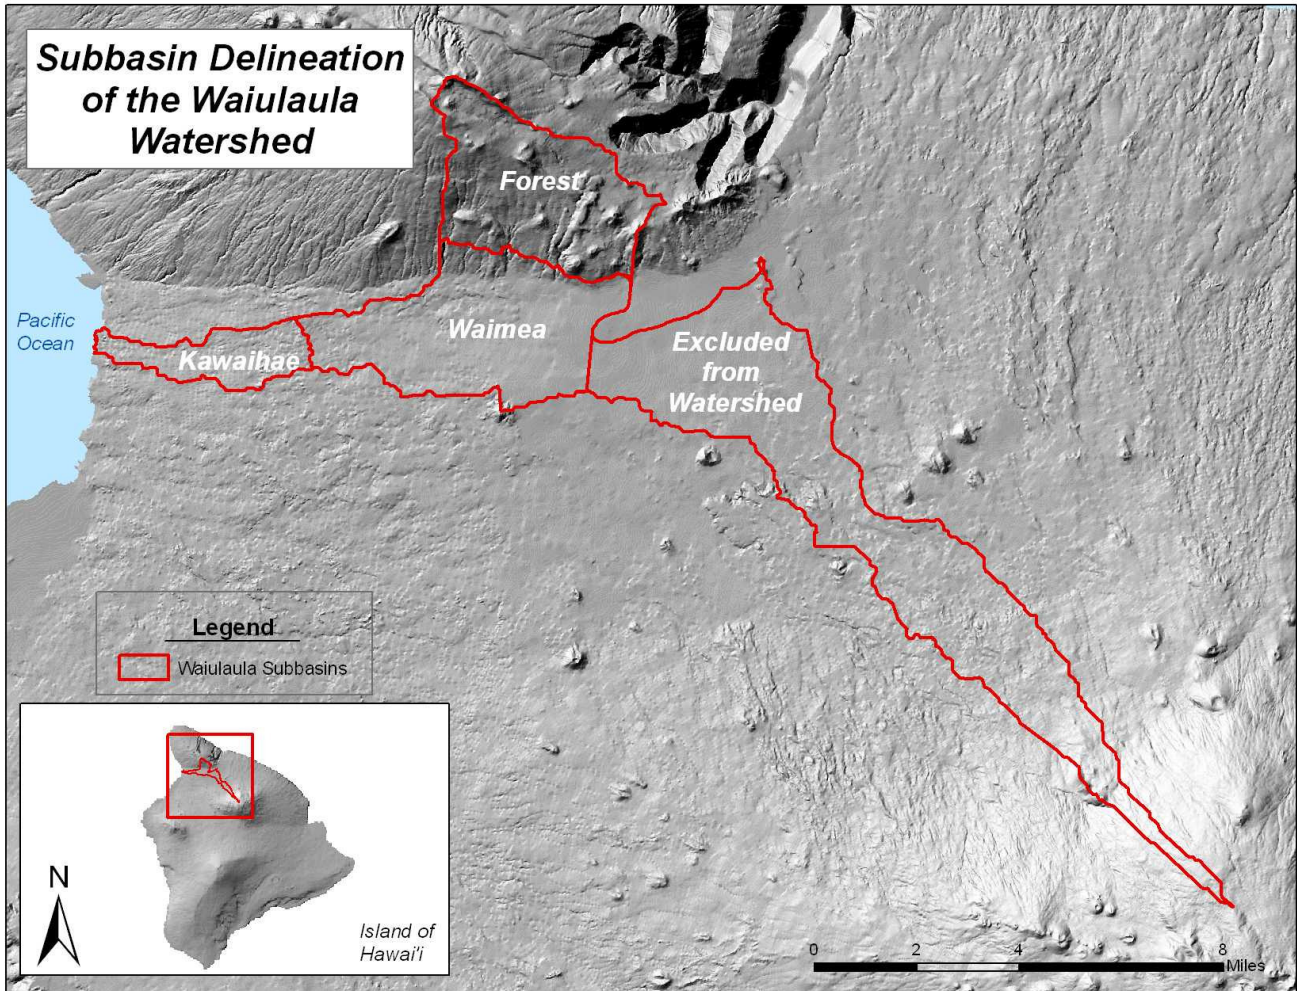 Subbasin Delineation
of the Waiulaula
Watershed
Forest
Pacific
Ocean
Waimea
Kawaihae
Excluded
from
Watershed
Legend
Waiulaula Subbasins
N
Island of
Hawai'i
0 2 4 6 8
Miles